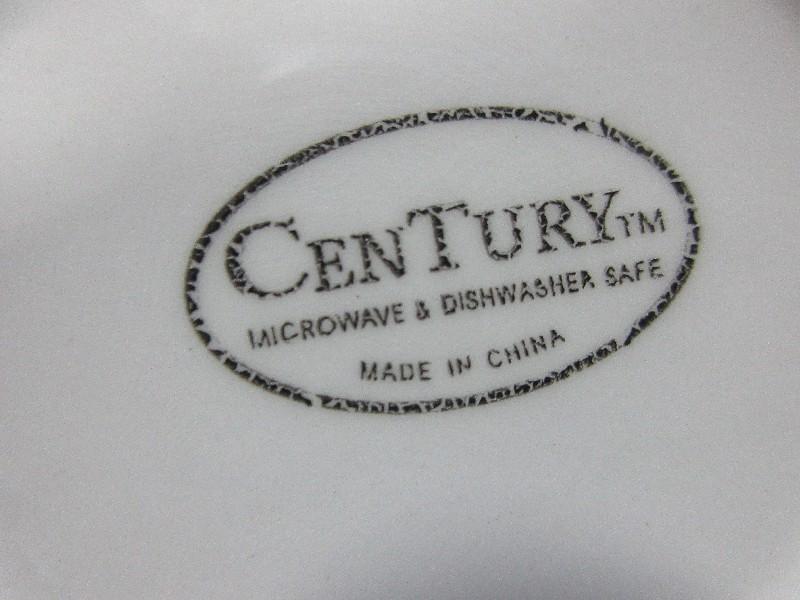 CENTURY™
MICROWAVE & DISHWASHER SAFE
MADE IN CHINA